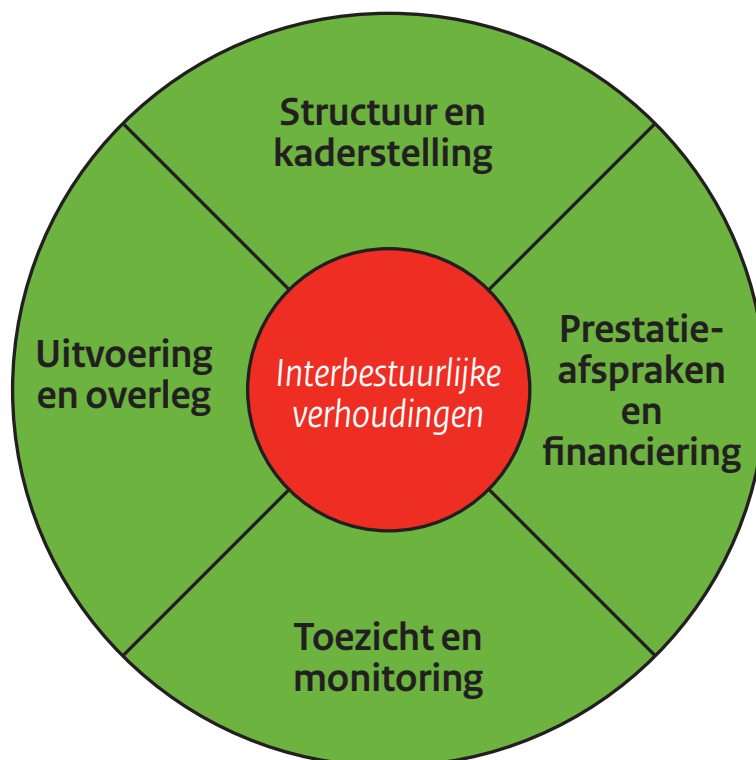 Structuur en
kaderstelling
Uitvoering
en overleg
Interbestuurlijke
verhoudingen
Prestatie-
afspraken
en
financiering
Toezicht en
monitoring